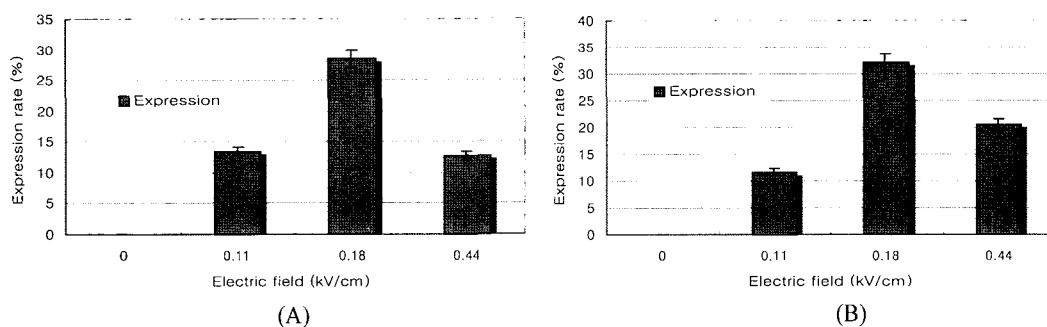 35
30
25
20
15
10
5
0
Expression rate (%)
Expression
0 0.11 0.18 0.44
Electric field (kV/cm)
(A)
40
35
30
25
20
15
10
5
0
Expression rate (%)
Expression
0 0.11 0.18 0.44
Electric field (kV/cm)
(B)